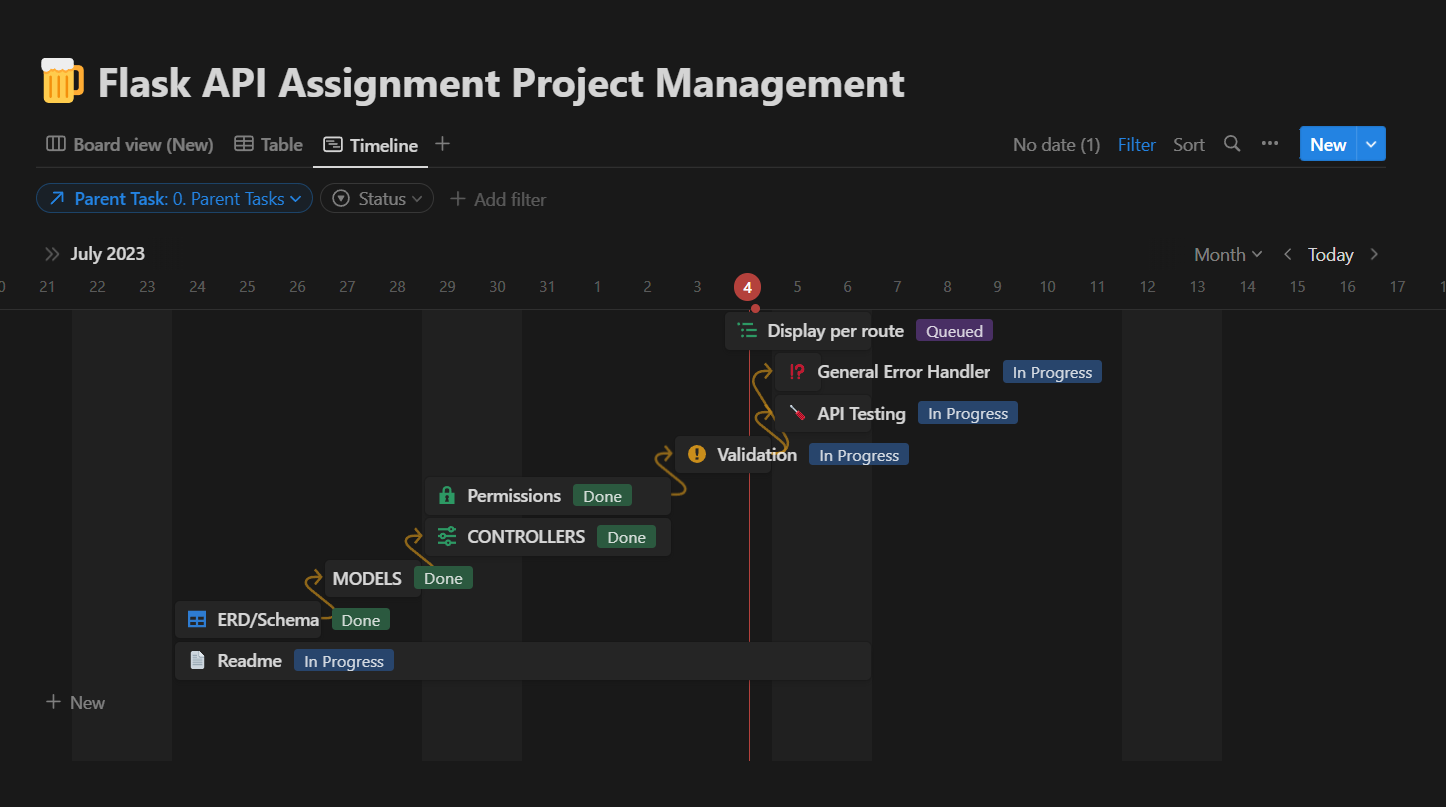 Flask API Assignment Project Management
Board view (New) Table Timeline No date (1) Filter Sort New
Parent Task: 0. Parent Tasks Status Add filter
July 2023 Month Today
21 22 23 24 25 26 27 28 29 30 31 1 2 3 4 5 6 7 8 9 10 11 12 13 14 15 16 17
Display per route Queued
General Error Handler In Progress
API Testing In Progress
Validation In Progress
Permissions Done
CONTROLLERS Done
MODELS Done
ERD/Schema Done
Readme In Progress
New